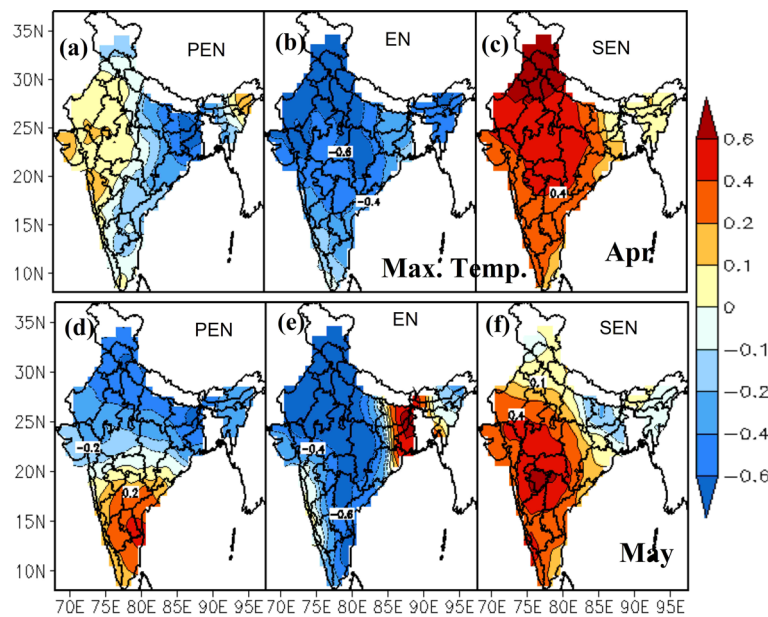 (a) PEN (b) EN (c) SEN
35N
30N
25N
20N
15N
10N
-0.6
-0.4
0.4
Max. Temp. Apr
0.6
0.4
0.2
0.1
0
-0.1
-0.2
-0.4
-0.6
(d) PEN (e) EN (f) SEN
35N
30N
25N
20N
15N
10N
-0.2
0.2
-0.4
-0.6
0.1
0.4
May
70E 75E 80E 85E 90E 95E 70E 75E 80E 85E 90E 95E 70E 75E 80E 85E 90E 95E